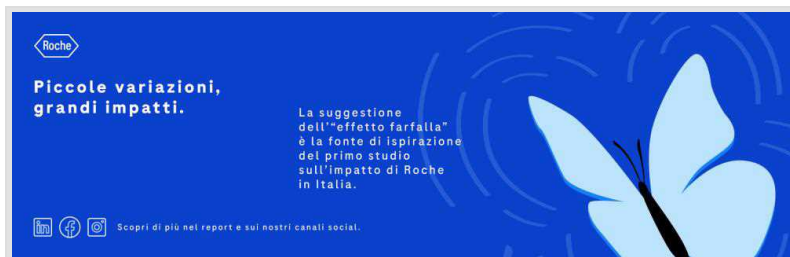 Roche
Piccole variazioni,
grandi impatti.
La suggestione
dell'“effetto farfalla”
è la fonte di ispirazione
del primo studio
sull'impatto di Roche
in Italia.
in
f
Scopri di più nel report e sui nostri canali social.